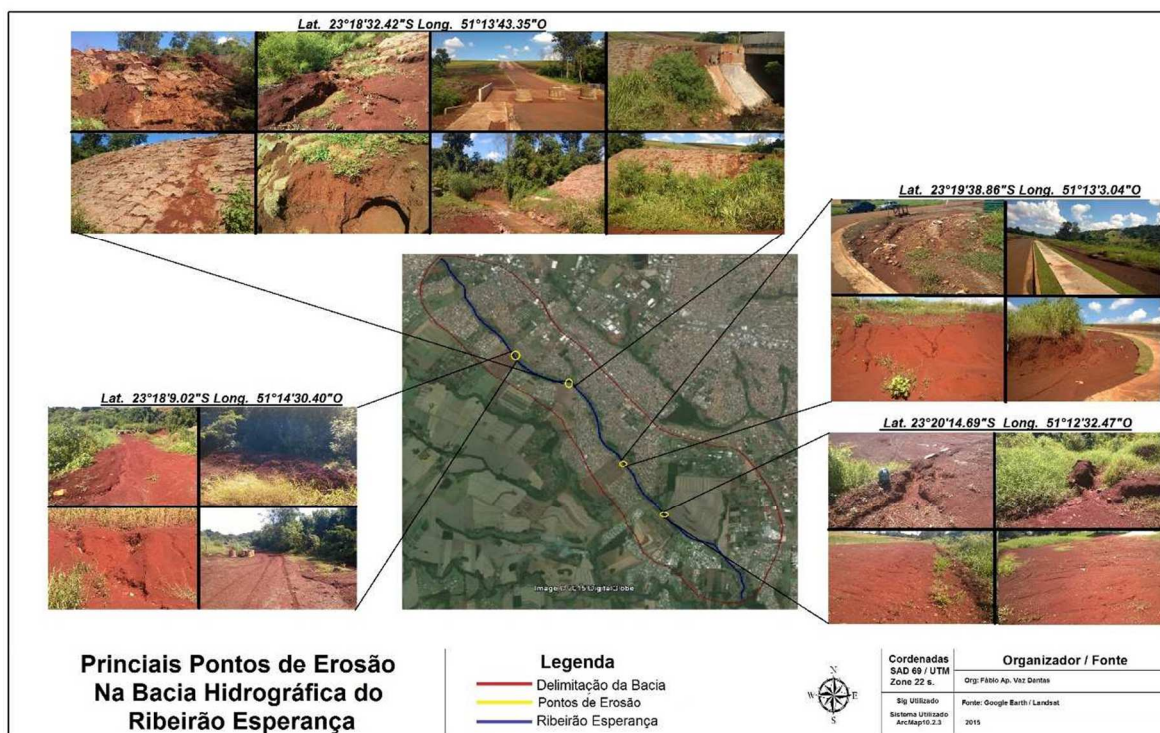 Lat. 23°18'32.42"S Long. 51°13'43.35"O
Lat. 23°19'38.86"S Long. 51°13'3.04"O
Lat. 23°18'9.02"S Long. 51°14'30.40"O
Lat. 23°20'14.69"S Long. 51°12'32.47"O
Princiais Pontos de Erosão
Na Bacia Hidrográfica do
Ribeirão Esperança
Legenda
Delimitação da Bacia
Pontos de Erosão
Ribeirão Esperança
N
W
E
S
Cordenadas
SAD 69 / UTM
Zone 22 s.
Sig Utilizado
Sistema Utilizado
ArcMap10.2.3
Organizador / Fonte
Org: Fábio Ap. Vaz Dantas
Fonte: Google Earth / Landsat
2015